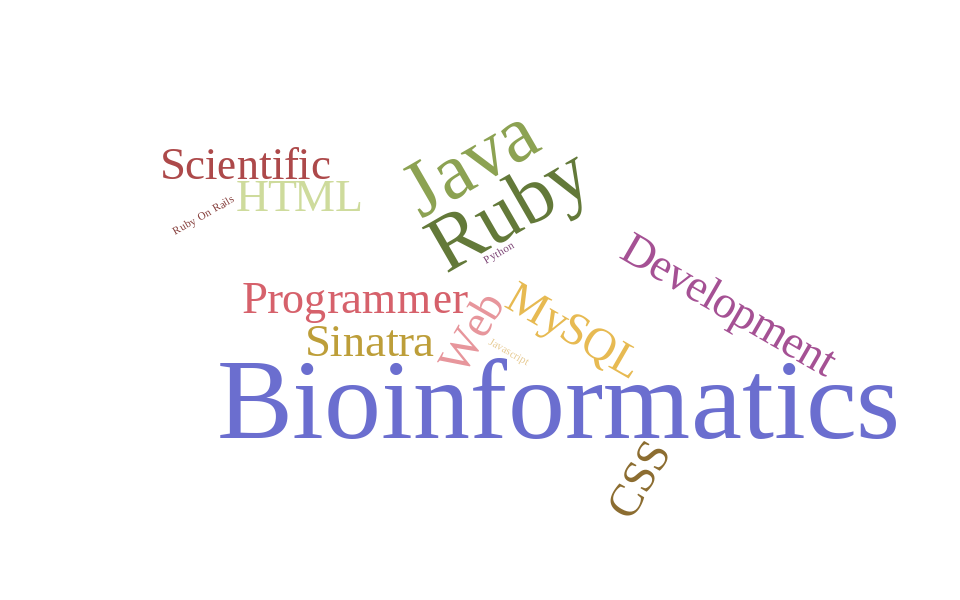 Java
Scientific
Ruby
HTML
Ruby On Rails
Python
Development
Programmer
Web
MySQL
Sinatra
Javascript
Bioinformatics
CSS